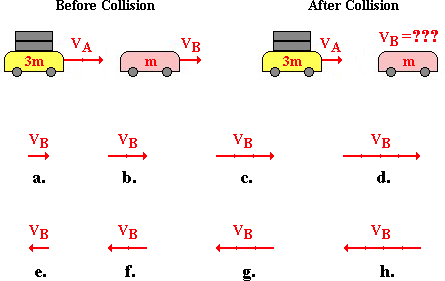 Before Collision After Collision
VA VB VA VB =???
3m m 3m m
VB VB VB VB
a. b. c. d.
VB VB VB VB
e. f. g. h.